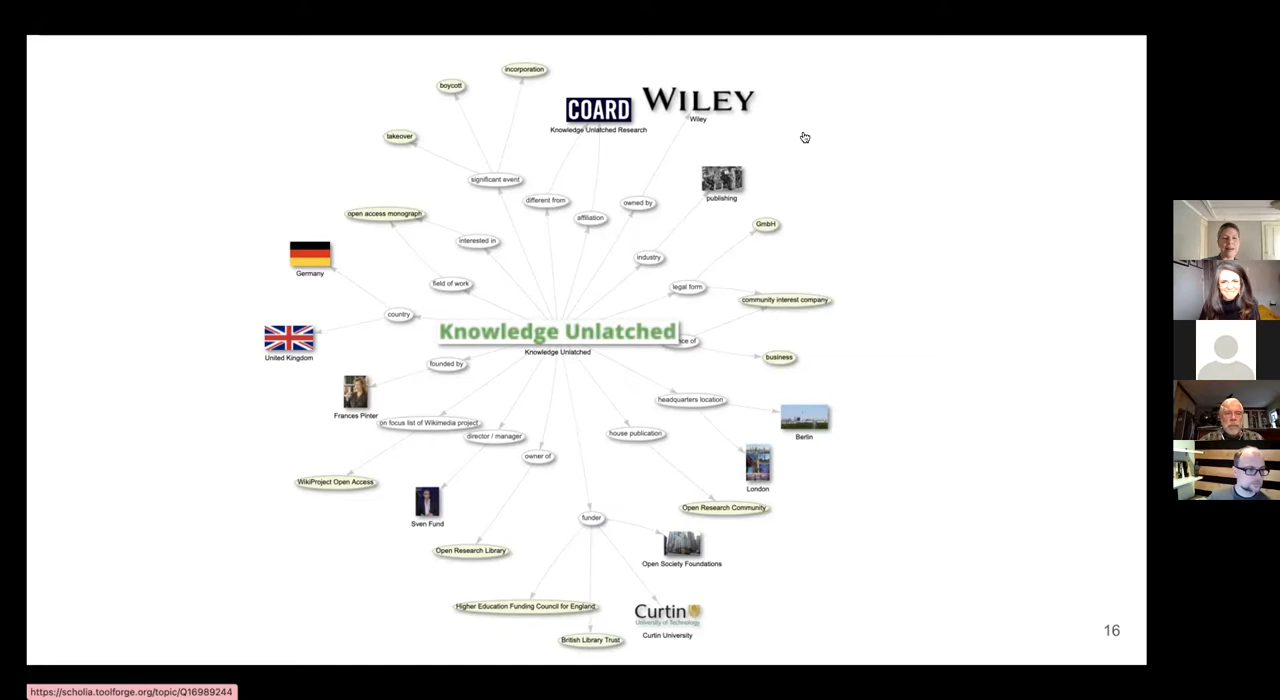 incorporation
boycott
COARD
WILEY
Knowledge Unlatched Research
Wiley
takeover
significant event
publishing
different from
owned by
open access monograph
affiliation
GmbH
interested in
industry
Germany
field of work
legal form
community interest company
country
Knowledge Unlatched
ce of
Knowledge Unlatched
United Kingdom
business
founded by
headquarters location
Frances Pinter
on focus list of Wikimedia project
director / manager
house publication
Berlin
owner of
WikiProject Open Access
London
Sven Fund
Open Research Community
funder
Open Research Library
Open Society Foundations
Higher Education Funding Council for England
Curtin
University of Technology
British Library Trust
Curtin University
16
https://scholia.toolforge.org/topic/Q16989244